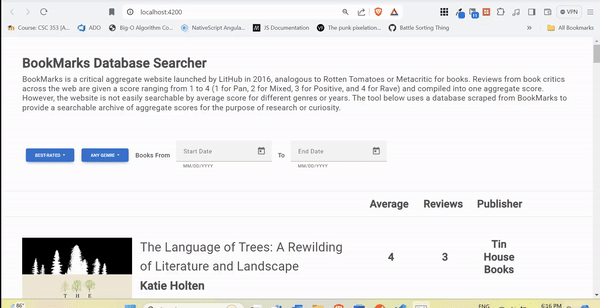 localhost:4200
VPN
Course: CSC 353 (A...
ADO
Big-O Algorithm Co...
NativeScript Angula...
JS Documentation
The punk pixelation...
Battle Sorting Thing
All Bookmarks
BookMarks Database Searcher
BookMarks is a critical aggregate website launched by LitHub in 2016, analogous to Rotten Tomatoes or Metacritic for books. Reviews from book critics
across the web are given a score ranging from 1 to 4 (1 for Pan, 2 for Mixed, 3 for Positive, and 4 for Rave) and compiled into one aggregate score.
However, the website is not easily searchable by average score for different genres or years. The tool below uses a database scraped from BookMarks to
provide a searchable archive of aggregate scores for the purpose of research or curiosity.
BEST-RATED
ANY GENRE
Books From
Start Date
To
End Date
MM/DD/YYYY
MM/DD/YYYY
Average
Reviews
Publisher
The Language of Trees: A Rewilding
of Literature and Landscape
Katie Holten
4
3
Tin
House
Books
THE
86°
ENG
6:16 PM